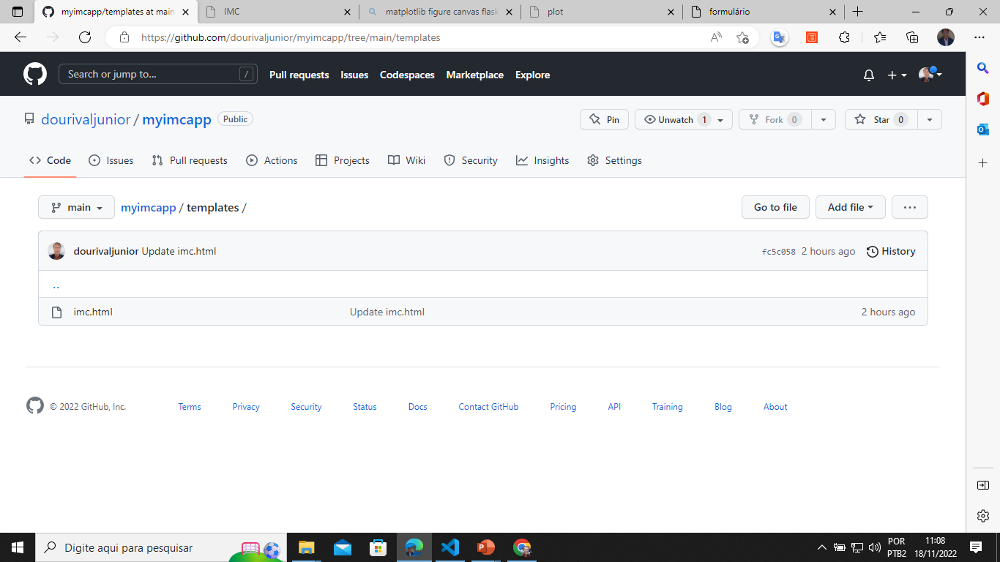 myimcapp/templates at main
IMC
matplotlib figure canvas flask
plot
formulário
https://github.com/dourivaljunior/myimcapp/tree/main/templates
Search or jump to... /
Pull requests Issues Codespaces Marketplace Explore
dourivaljunior / myimcapp Public
Pin Unwatch 1 Fork 0 Star 0
Code Issues Pull requests Actions Projects Wiki Security Insights Settings
main myimcapp / templates / Go to file Add file
dourivaljunior Update imc.html fc5c058 2 hours ago History
..
imc.html Update imc.html 2 hours ago
© 2022 GitHub, Inc. Terms Privacy Security Status Docs Contact GitHub Pricing API Training Blog About
Digite aqui para pesquisar
POR
PTB2
11:08
18/11/2022